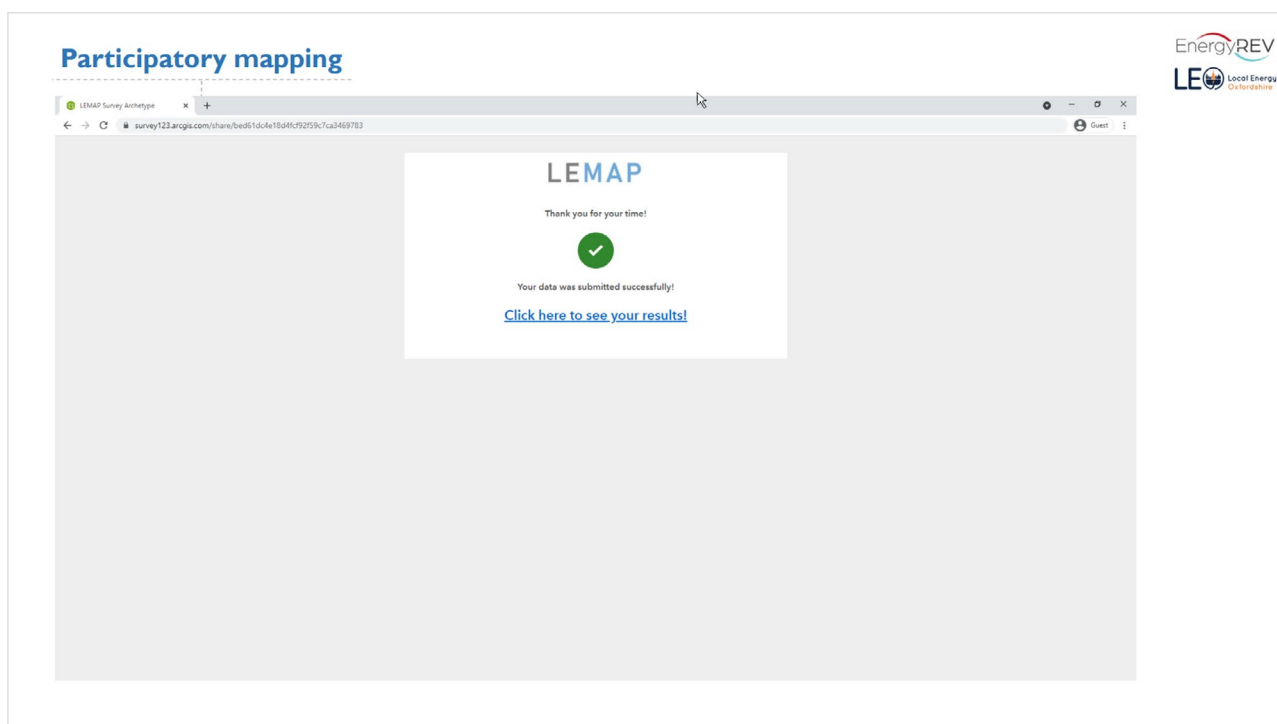 Participatory mapping
EnergyREV
LEO Local Energy
Oxfordshire
LEMAP Survey Archetype
survey123.arcgis.com/share/bed61dc4e18d4fcf92f59c7ca3469783
Guest
LEMAP
Thank you for your time!
Your data was submitted successfully!
Click here to see your results!